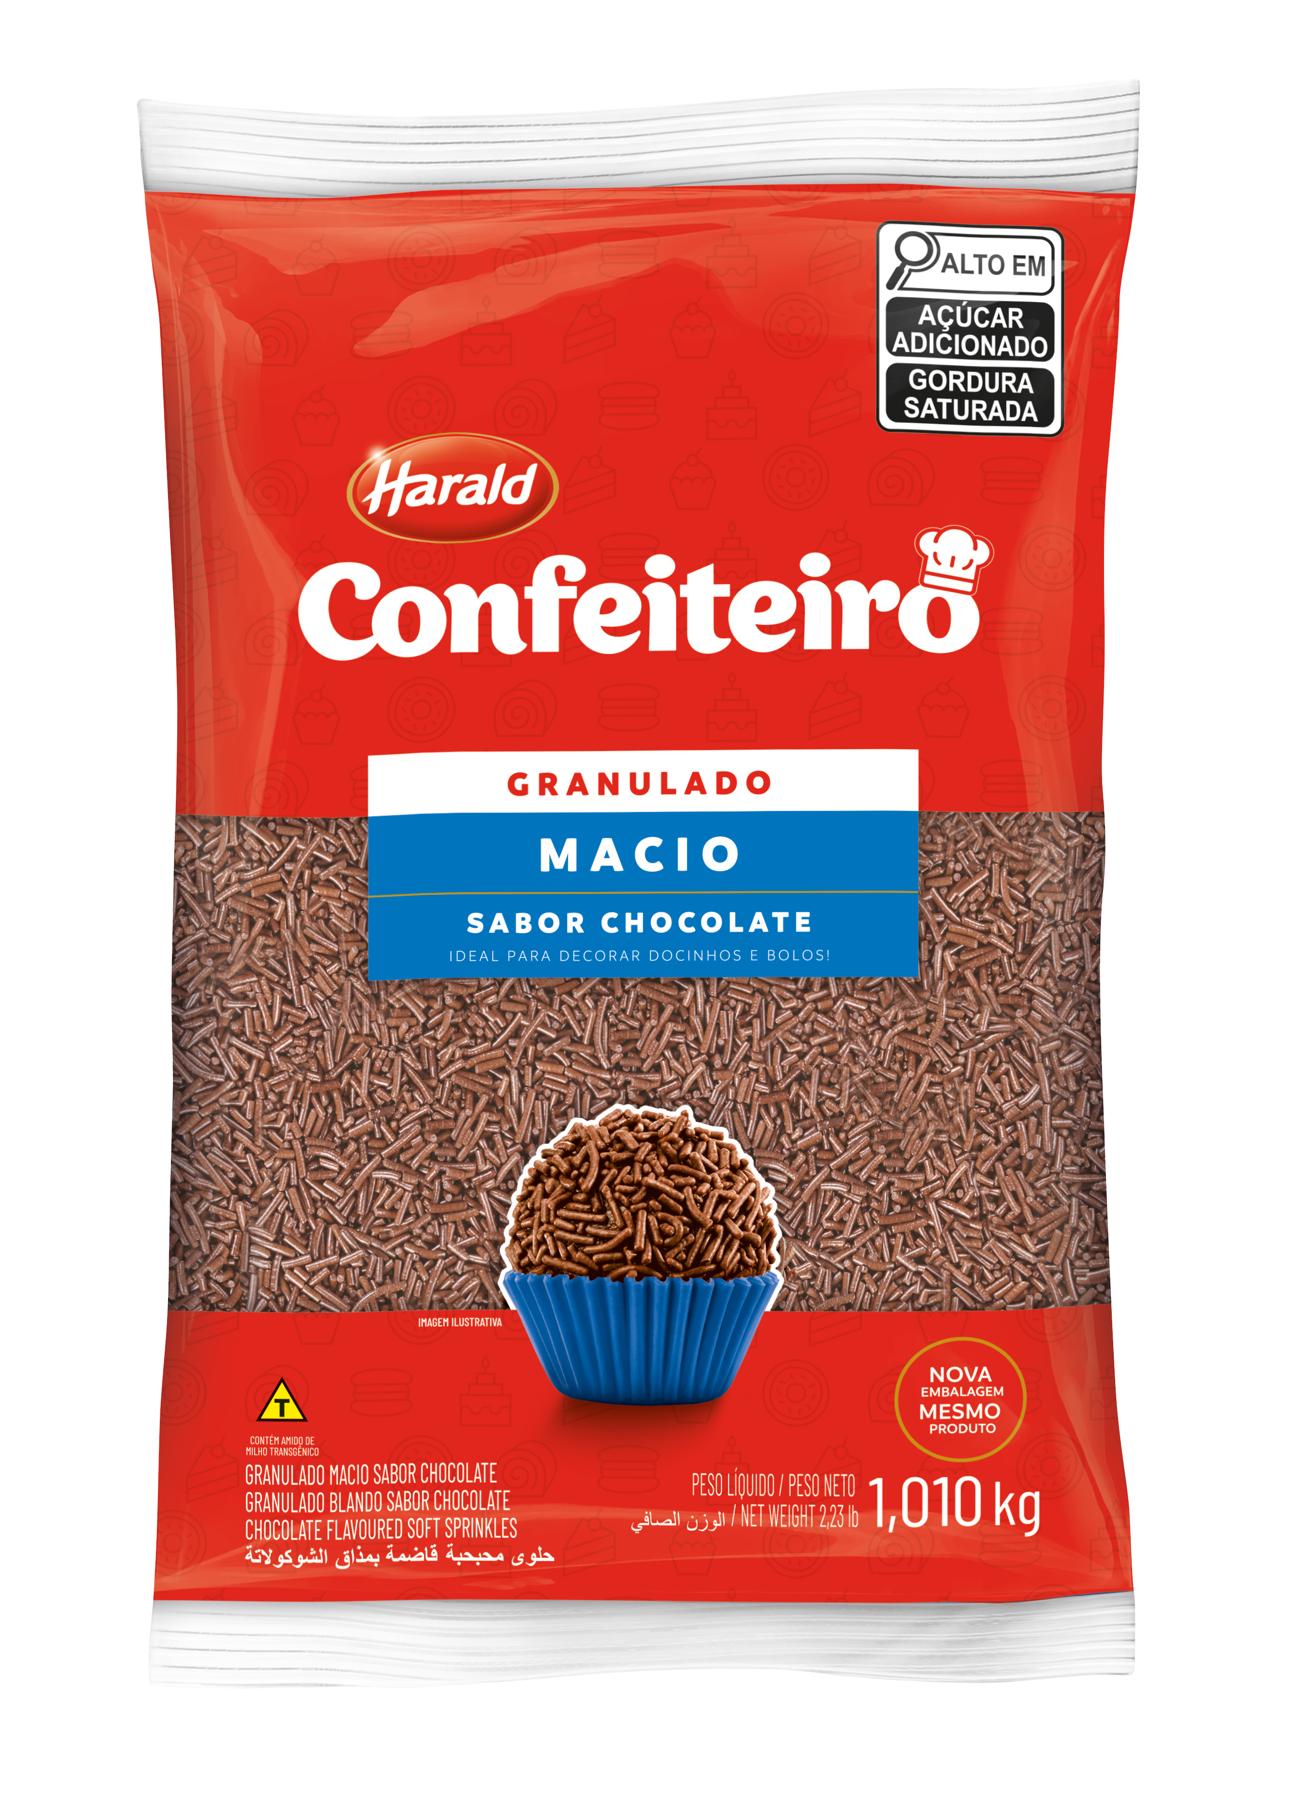 ALTO EM
AÇÚCAR
ADICIONADO
GORDURA
SATURADA
Harald
Confeiteiro
GRANULADO
MACIO
SABOR CHOCOLATE
IDEAL PARA DECORAR DOCINHOS E BOLOS!
IMAGEM ILUSTRATIVA
T
CONTÉM AMIDO DE
MILHO TRANSGÊNICO
GRANULADO MACIO SABOR CHOCOLATE
GRANULADO BLANDO SABOR CHOCOLATE
CHOCOLATE FLAVOURED SOFT SPRINKLES
حلوى محببة قاضمة بمذاق الشوكولاتة
NOVA
EMBALAGEM
MESMO
PRODUTO
PESO LÍQUIDO / PESO NETO
الوزن الصافي / NET WEIGHT 2,23 lb
1,010 kg